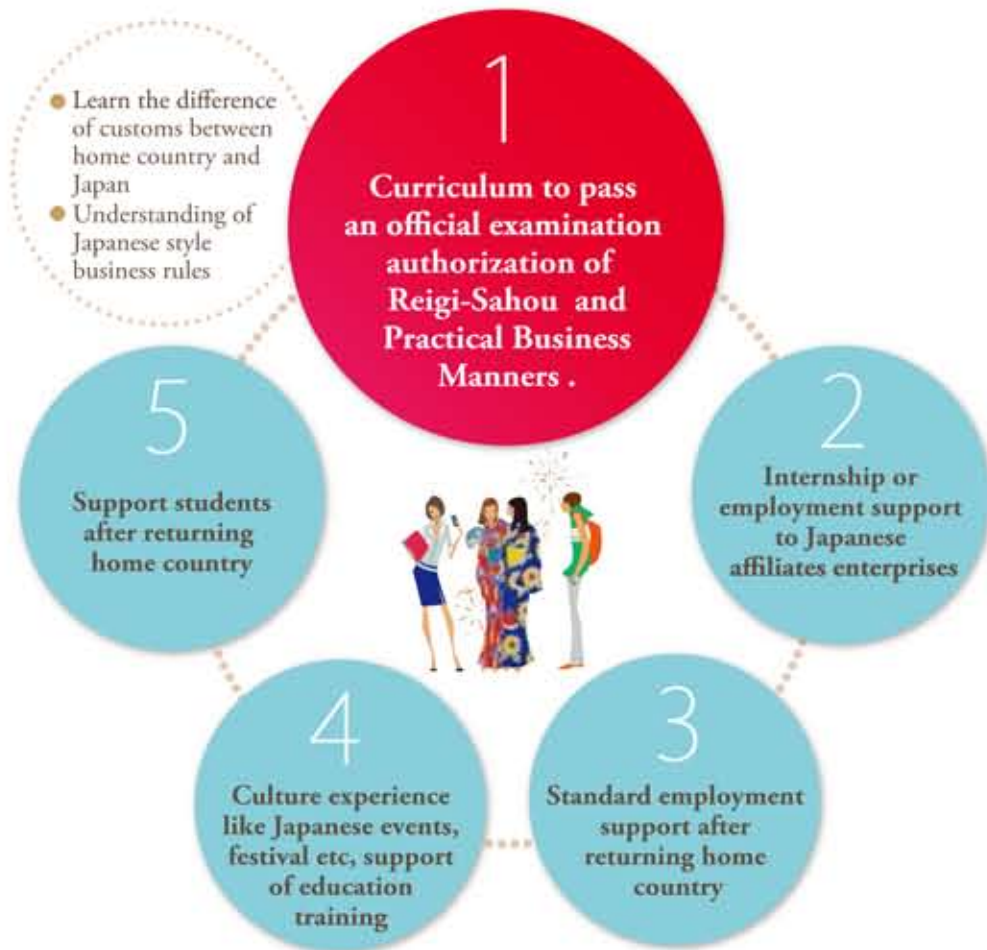 ● Learn the difference
of customs between
home country and
Japan
● Understanding of
Japanese style
business rules
1
Curriculum to pass
an official examination
authorization of
Reigi-Sahou and
Practical Business
Manners .
2
Internship or
employment support
to Japanese
affiliates enterprises
3
Standard employment
support after
returning home
country
4
Culture experience
like Japanese events,
festival etc, support
of education
training
5
Support students
after returning
home country